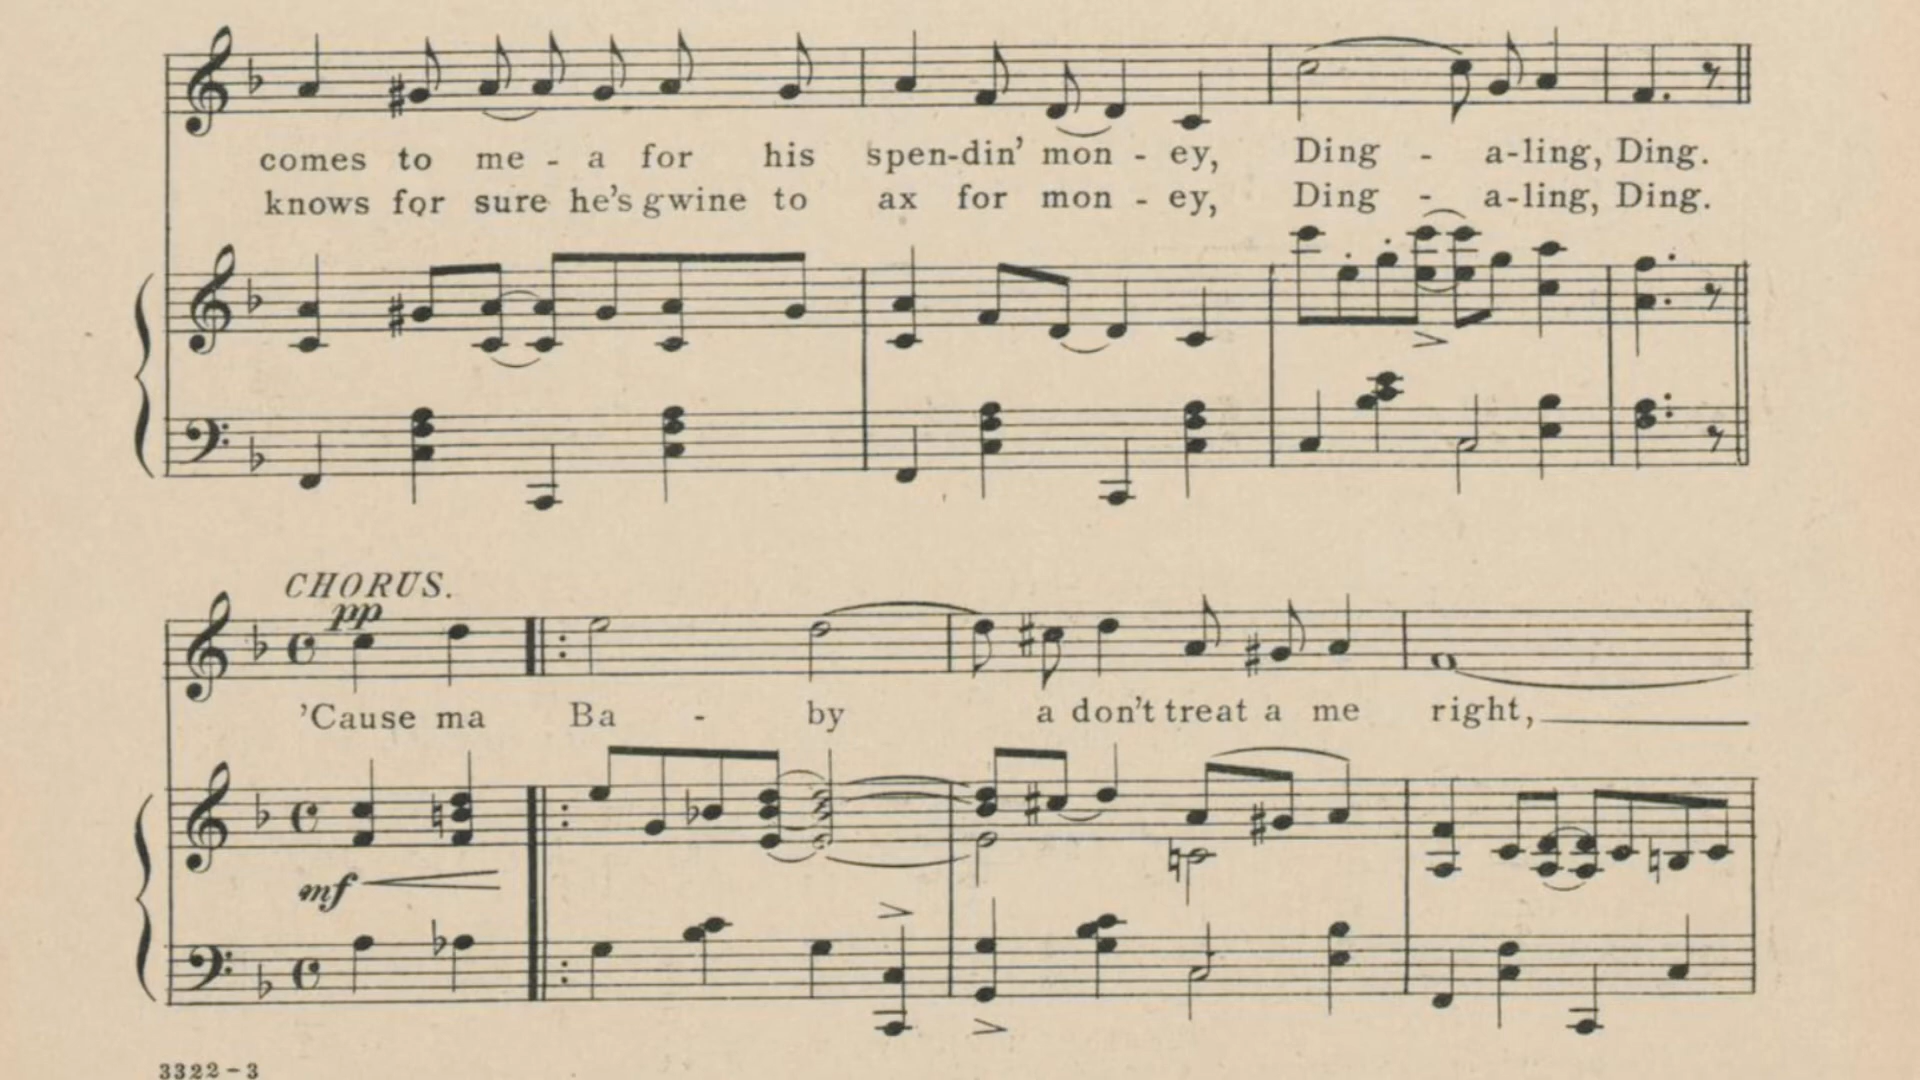 comes to me - a for his spen-din' mon - ey, Ding - a-ling, Ding.
knows for sure he's gwine to ax for mon - ey, Ding - a-ling, Ding.
CHORUS.
pp
'Cause ma Ba - by a don't treat a me right,
mf
3322-3